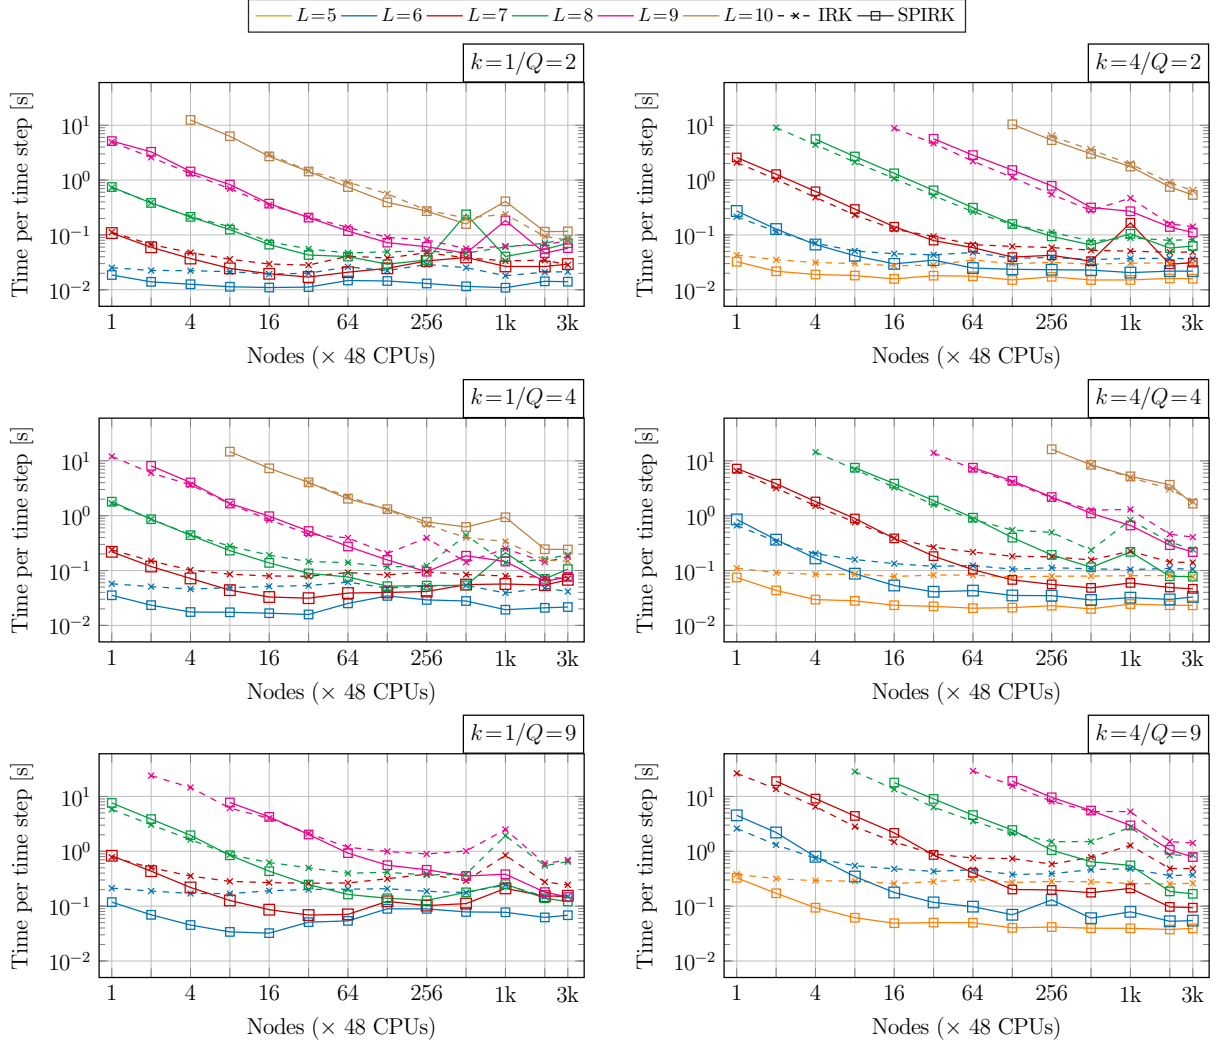 L=5 L=6 L=7 L=8 L=9 L=10 IRK SPIRK
k=1/Q=2
Time per time step [s]
10^1
10^0
10^−1
10^−2
1 4 16 64 256 1k 3k
Nodes (× 48 CPUs)
k=4/Q=2
Time per time step [s]
10^1
10^0
10^−1
10^−2
1 4 16 64 256 1k 3k
Nodes (× 48 CPUs)
k=1/Q=4
Time per time step [s]
10^1
10^0
10^−1
10^−2
1 4 16 64 256 1k 3k
Nodes (× 48 CPUs)
k=4/Q=4
Time per time step [s]
10^1
10^0
10^−1
10^−2
1 4 16 64 256 1k 3k
Nodes (× 48 CPUs)
k=1/Q=9
Time per time step [s]
10^1
10^0
10^−1
10^−2
1 4 16 64 256 1k 3k
Nodes (× 48 CPUs)
k=4/Q=9
Time per time step [s]
10^1
10^0
10^−1
10^−2
1 4 16 64 256 1k 3k
Nodes (× 48 CPUs)